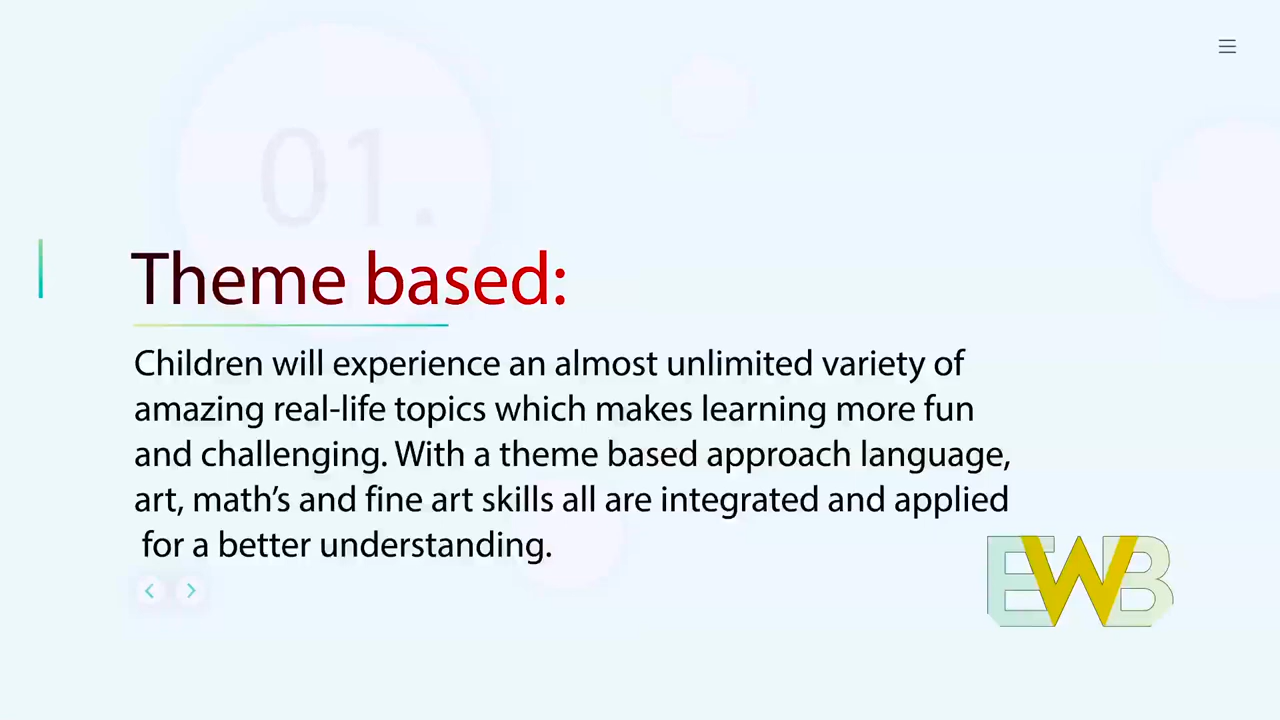 01.
Theme based:
Children will experience an almost unlimited variety of
amazing real-life topics which makes learning more fun
and challenging. With a theme based approach language,
art, math’s and fine art skills all are integrated and applied
for a better understanding.
EWB